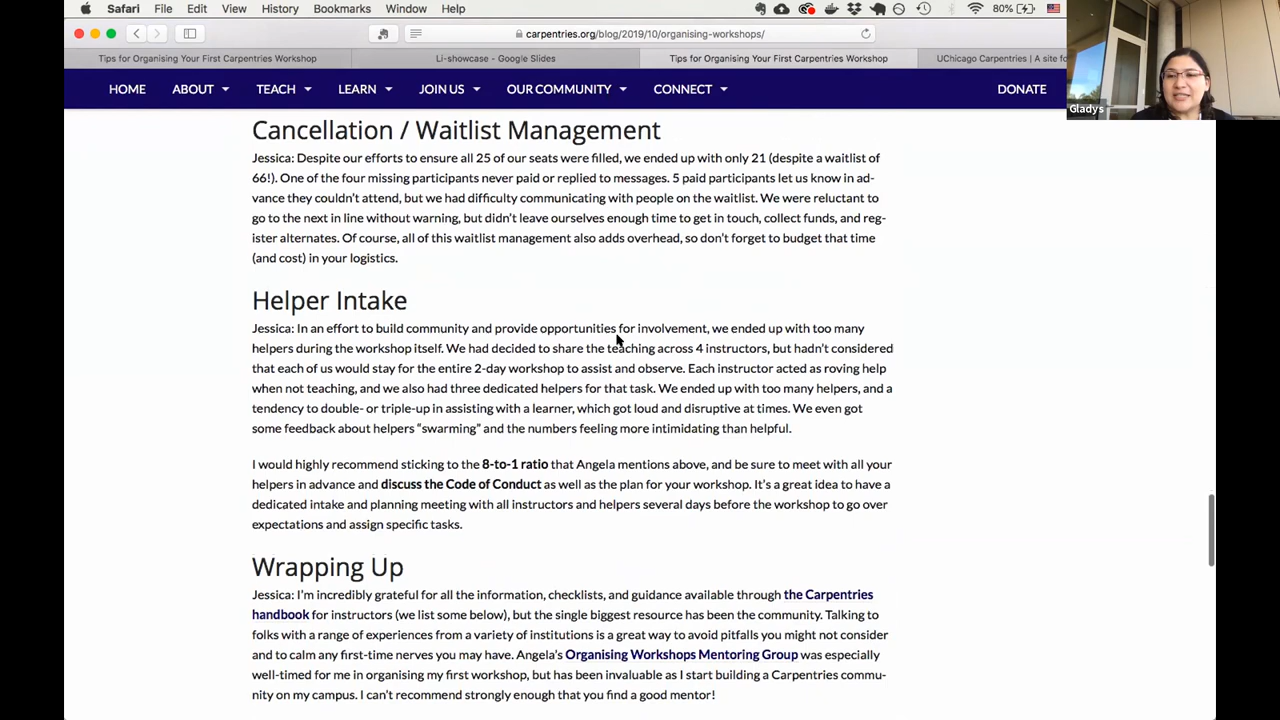 Safari File Edit View History Bookmarks Window Help 80%
carpentries.org/blog/2019/10/organising-workshops/
Tips for Organising Your First Carpentries Workshop
Li-showcase - Google Slides
Tips for Organising Your First Carpentries Workshop
UChicago Carpentries | A site for
Gladys
HOME ABOUT TEACH LEARN JOIN US OUR COMMUNITY CONNECT DONATE
Cancellation / Waitlist Management
Jessica: Despite our efforts to ensure all 25 of our seats were filled, we ended up with only 21 (despite a waitlist of
66!). One of the four missing participants never paid or replied to messages. 5 paid participants let us know in ad-
vance they couldn't attend, but we had difficulty communicating with people on the waitlist. We were reluctant to
go to the next in line without warning, but didn't leave ourselves enough time to get in touch, collect funds, and reg-
ister alternates. Of course, all of this waitlist management also adds overhead, so don't forget to budget that time
(and cost) in your logistics.
Helper Intake
Jessica: In an effort to build community and provide opportunities for involvement, we ended up with too many
helpers during the workshop itself. We had decided to share the teaching across 4 instructors, but hadn't considered
that each of us would stay for the entire 2-day workshop to assist and observe. Each instructor acted as roving help
when not teaching, and we also had three dedicated helpers for that task. We ended up with too many helpers, and a
tendency to double- or triple-up in assisting with a learner, which got loud and disruptive at times. We even got
some feedback about helpers “swarming” and the numbers feeling more intimidating than helpful.
I would highly recommend sticking to the 8-to-1 ratio that Angela mentions above, and be sure to meet with all your
helpers in advance and discuss the Code of Conduct as well as the plan for your workshop. It's a great idea to have a
dedicated intake and planning meeting with all instructors and helpers several days before the workshop to go over
expectations and assign specific tasks.
Wrapping Up
Jessica: I'm incredibly grateful for all the information, checklists, and guidance available through the Carpentries
handbook for instructors (we list some below), but the single biggest resource has been the community. Talking to
folks with a range of experiences from a variety of institutions is a great way to avoid pitfalls you might not consider
and to calm any first-time nerves you may have. Angela's Organising Workshops Mentoring Group was especially
well-timed for me in organising my first workshop, but has been invaluable as I start building a Carpentries commu-
nity on my campus. I can't recommend strongly enough that you find a good mentor!